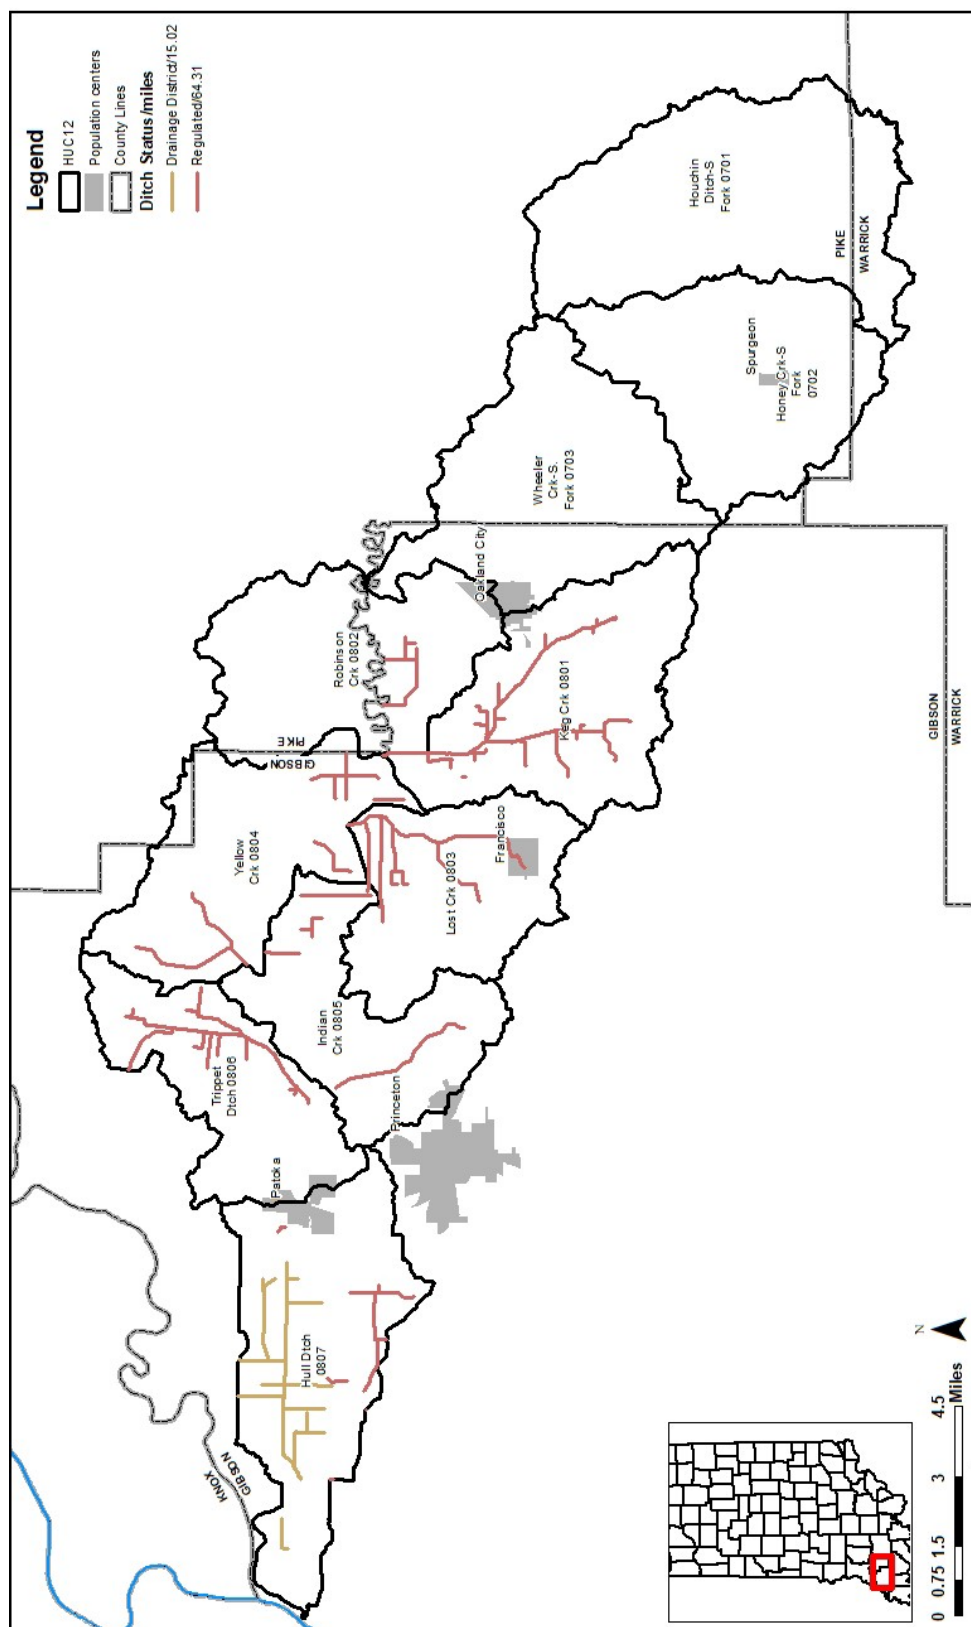 Legend
HUC12
Population centers
County Lines
Ditch Status/miles
Drainage District/15.02
Regulated/64.31
Houchin
Ditch-S
Fork 0701
PIKE
WARRICK
Spurgeon
Honey Crk-S
Fork
0702
Wheeler
Crk-S.
Fork 0703
Oakland City
Robinson
Crk 0802
Keg Crk 0801
GIBSON
WARRICK
PIKE
GIBSON
Yellow
Crk 0804
Francisco
Lost Crk 0803
Indian
Crk 0805
Trippet
Dtch 0806
Princeton
Patoka
Hull Dtch
0807
KNOX
GIBSON
N
0 0.75 1.5 3 4.5
Miles